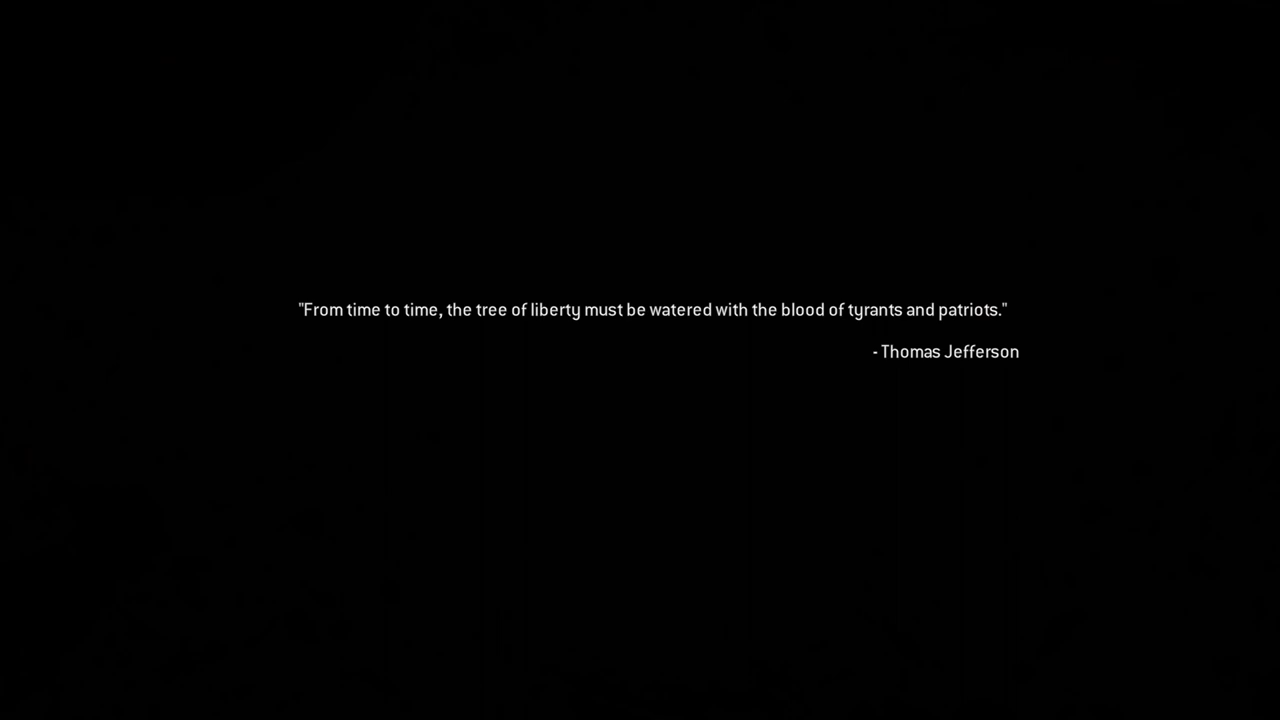 "From time to time, the tree of liberty must be watered with the blood of tyrants and patriots."
- Thomas Jefferson